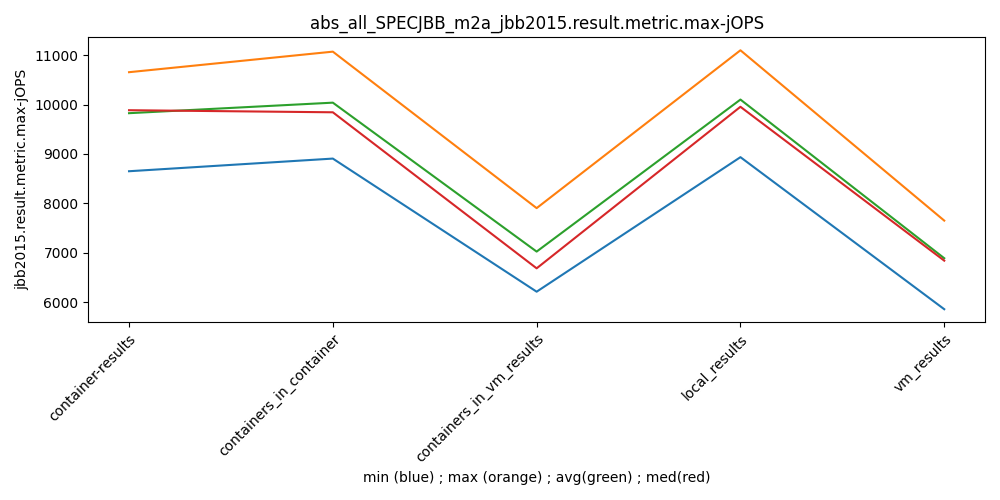 abs_all_SPECJBB_m2a_jbb2015.result.metric.max-jOPS
jbb2015.result.metric.max-jOPS
11000
10000
9000
8000
7000
6000
container-results
containers_in_container
containers_in_vm_results
local_results
vm_results
min (blue) ; max (orange) ; avg(green) ; med(red)